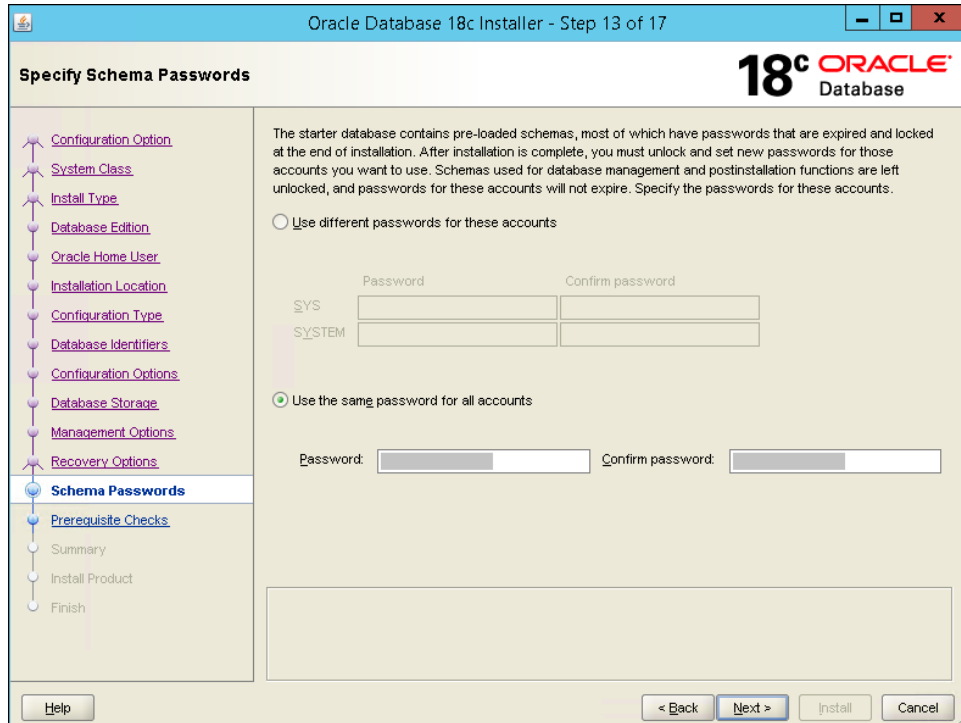 Oracle Database 18c Installer - Step 13 of 17
Specify Schema Passwords
18c ORACLE
Database
Configuration Option
System Class
Install Type
Database Edition
Oracle Home User
Installation Location
Configuration Type
Database Identifiers
Configuration Options
Database Storage
Management Options
Recovery Options
Schema Passwords
Prerequisite Checks
Summary
Install Product
Finish
The starter database contains pre-loaded schemas, most of which have passwords that are expired and locked
at the end of installation. After installation is complete, you must unlock and set new passwords for those
accounts you want to use. Schemas used for database management and postinstallation functions are left
unlocked, and passwords for these accounts will not expire. Specify the passwords for these accounts.
Use different passwords for these accounts
Password Confirm password
SYS
SYSTEM
Use the same password for all accounts
Password: Confirm password:
Help < Back Next > Install Cancel